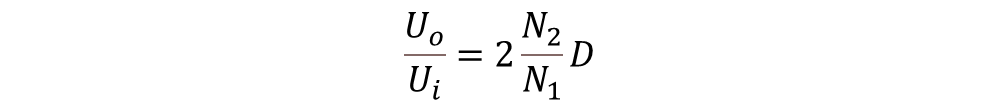 U_o/U_i = 2 N_2/N_1 D